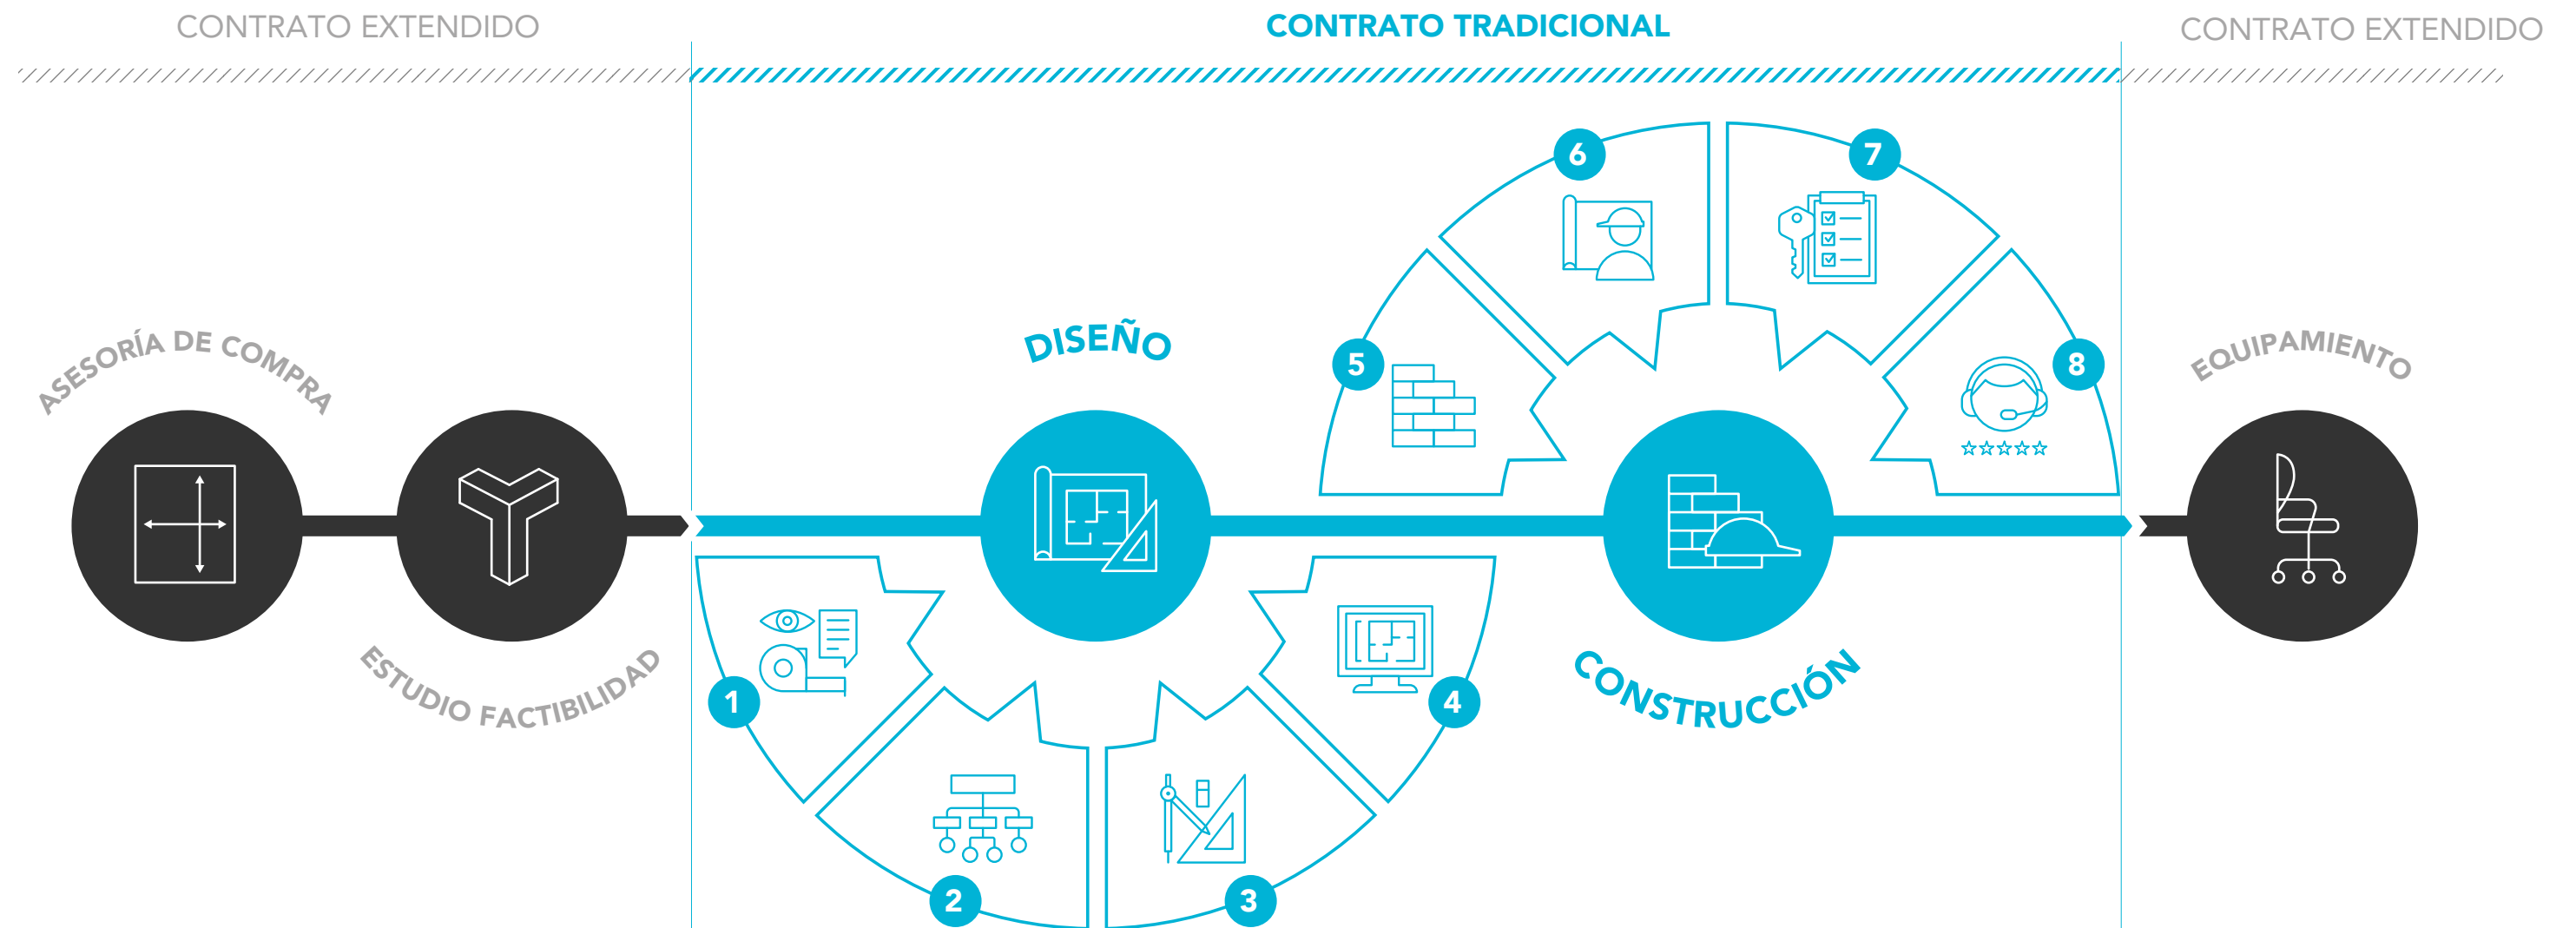 CONTRATO EXTENDIDO
CONTRATO TRADICIONAL
CONTRATO EXTENDIDO
ASESORÍA DE COMPRA
ESTUDIO FACTIBILIDAD
DISEÑO
1
2
3
4
CONSTRUCCIÓN
5
6
7
8
EQUIPAMIENTO